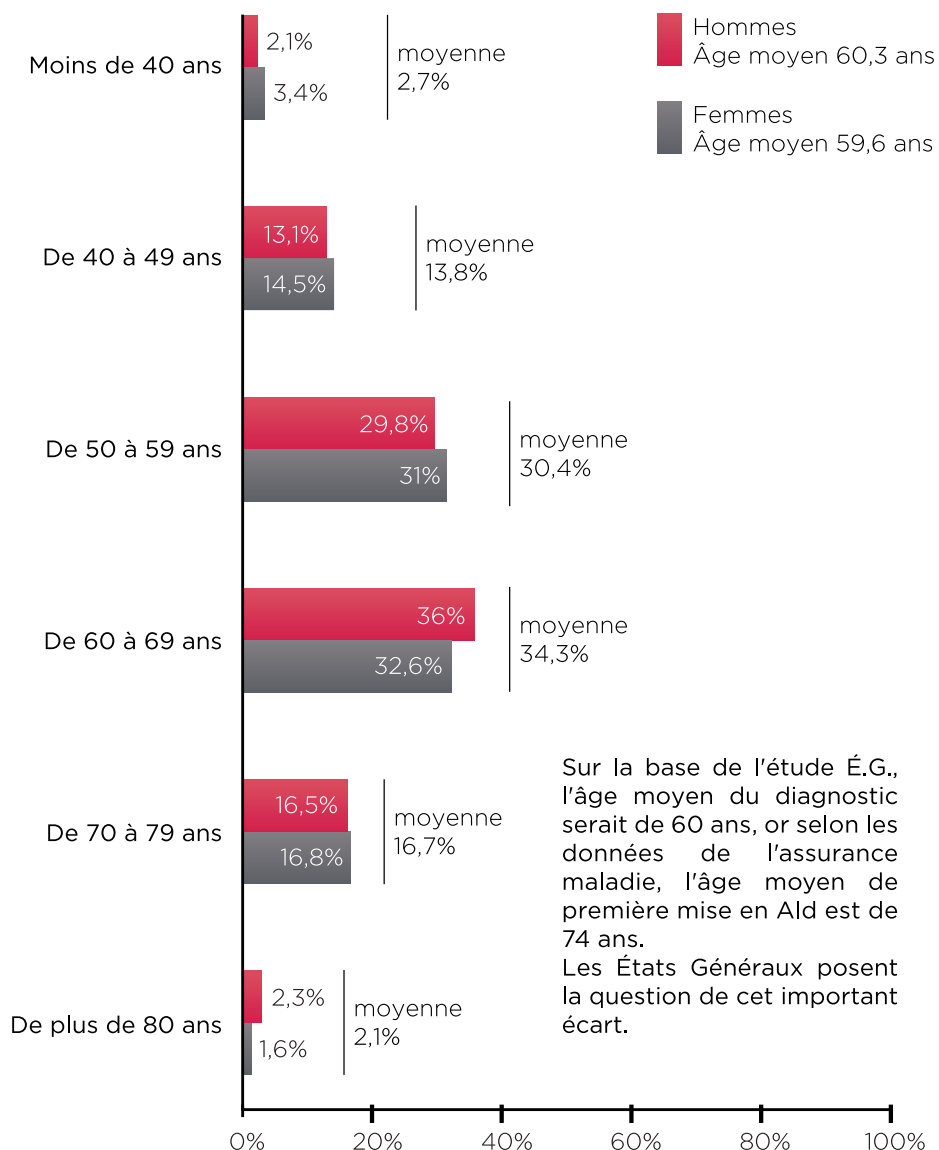 Hommes
Âge moyen 60,3 ans
Femmes
Âge moyen 59,6 ans
Moins de 40 ans
2,1%
3,4%
moyenne
2,7%
De 40 à 49 ans
13,1%
14,5%
moyenne
13,8%
De 50 à 59 ans
29,8%
31%
moyenne
30,4%
De 60 à 69 ans
36%
32,6%
moyenne
34,3%
De 70 à 79 ans
16,5%
16,8%
moyenne
16,7%
De plus de 80 ans
2,3%
1,6%
moyenne
2,1%
Sur la base de l'étude É.G.,
l'âge moyen du diagnostic
serait de 60 ans, or selon les
données de l'assurance
maladie, l'âge moyen de
première mise en Ald est de
74 ans.
Les États Généraux posent
la question de cet important
écart.
0% 20% 40% 60% 80% 100%